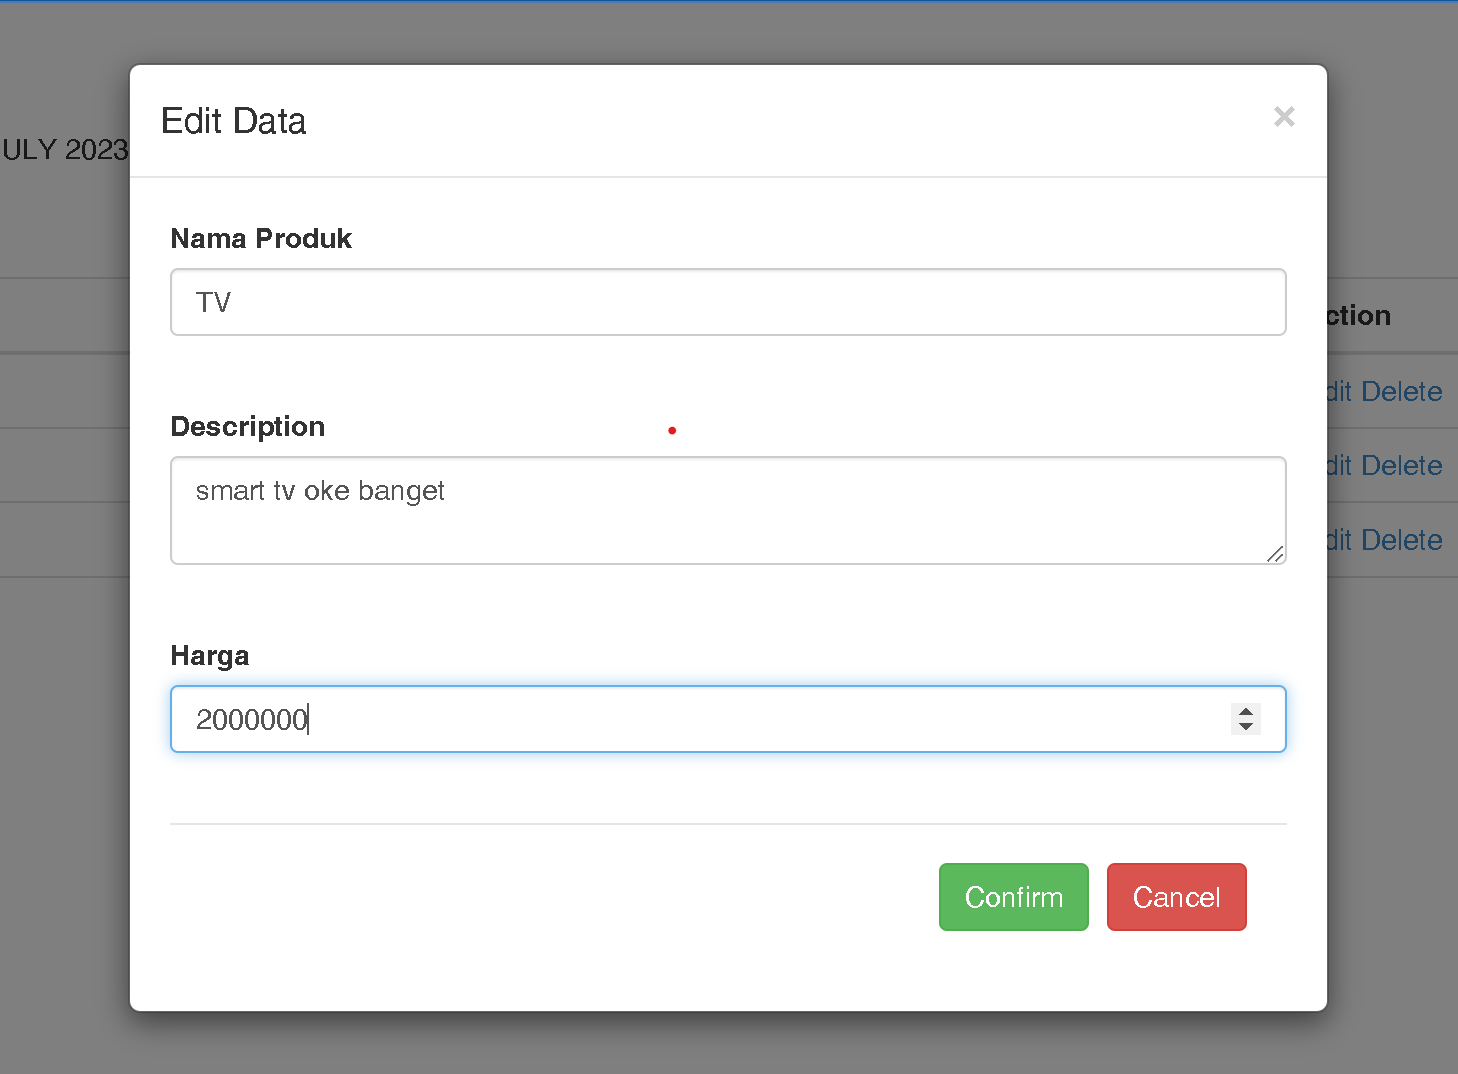 Edit Data
×
ULY 2023
Nama Produk
TV
ction
dit Delete
Description
smart tv oke banget
dit Delete
dit Delete
Harga
2000000
Confirm
Cancel